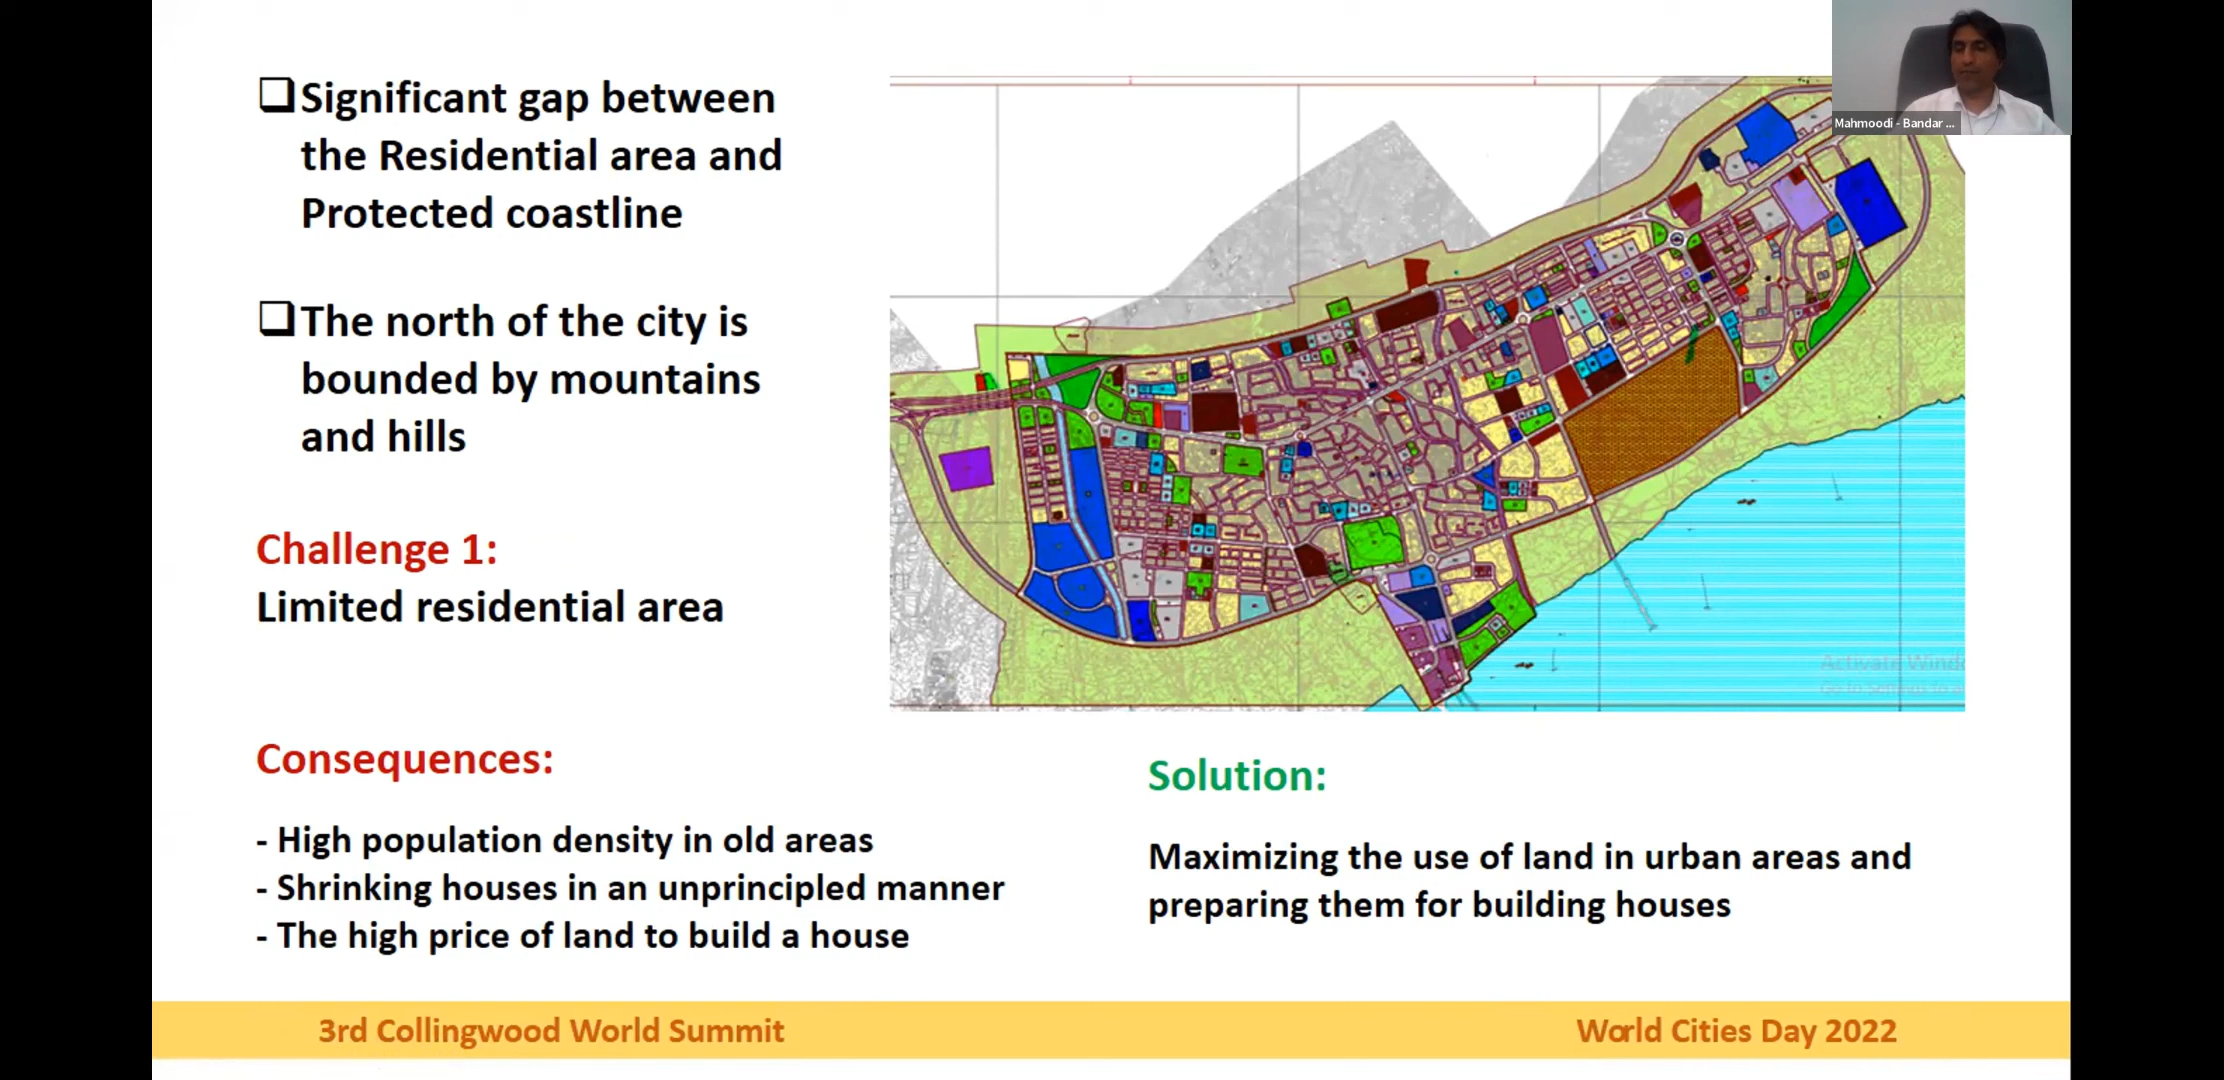 Significant gap between
the Residential area and
Protected coastline
The north of the city is
bounded by mountains
and hills
Challenge 1:
Limited residential area
Consequences:
- High population density in old areas
- Shrinking houses in an unprincipled manner
- The high price of land to build a house
Mahmoodi - Bandar ...
Activate Wind
Solution:
Maximizing the use of land in urban areas and
preparing them for building houses
3rd Collingwood World Summit
World Cities Day 2022